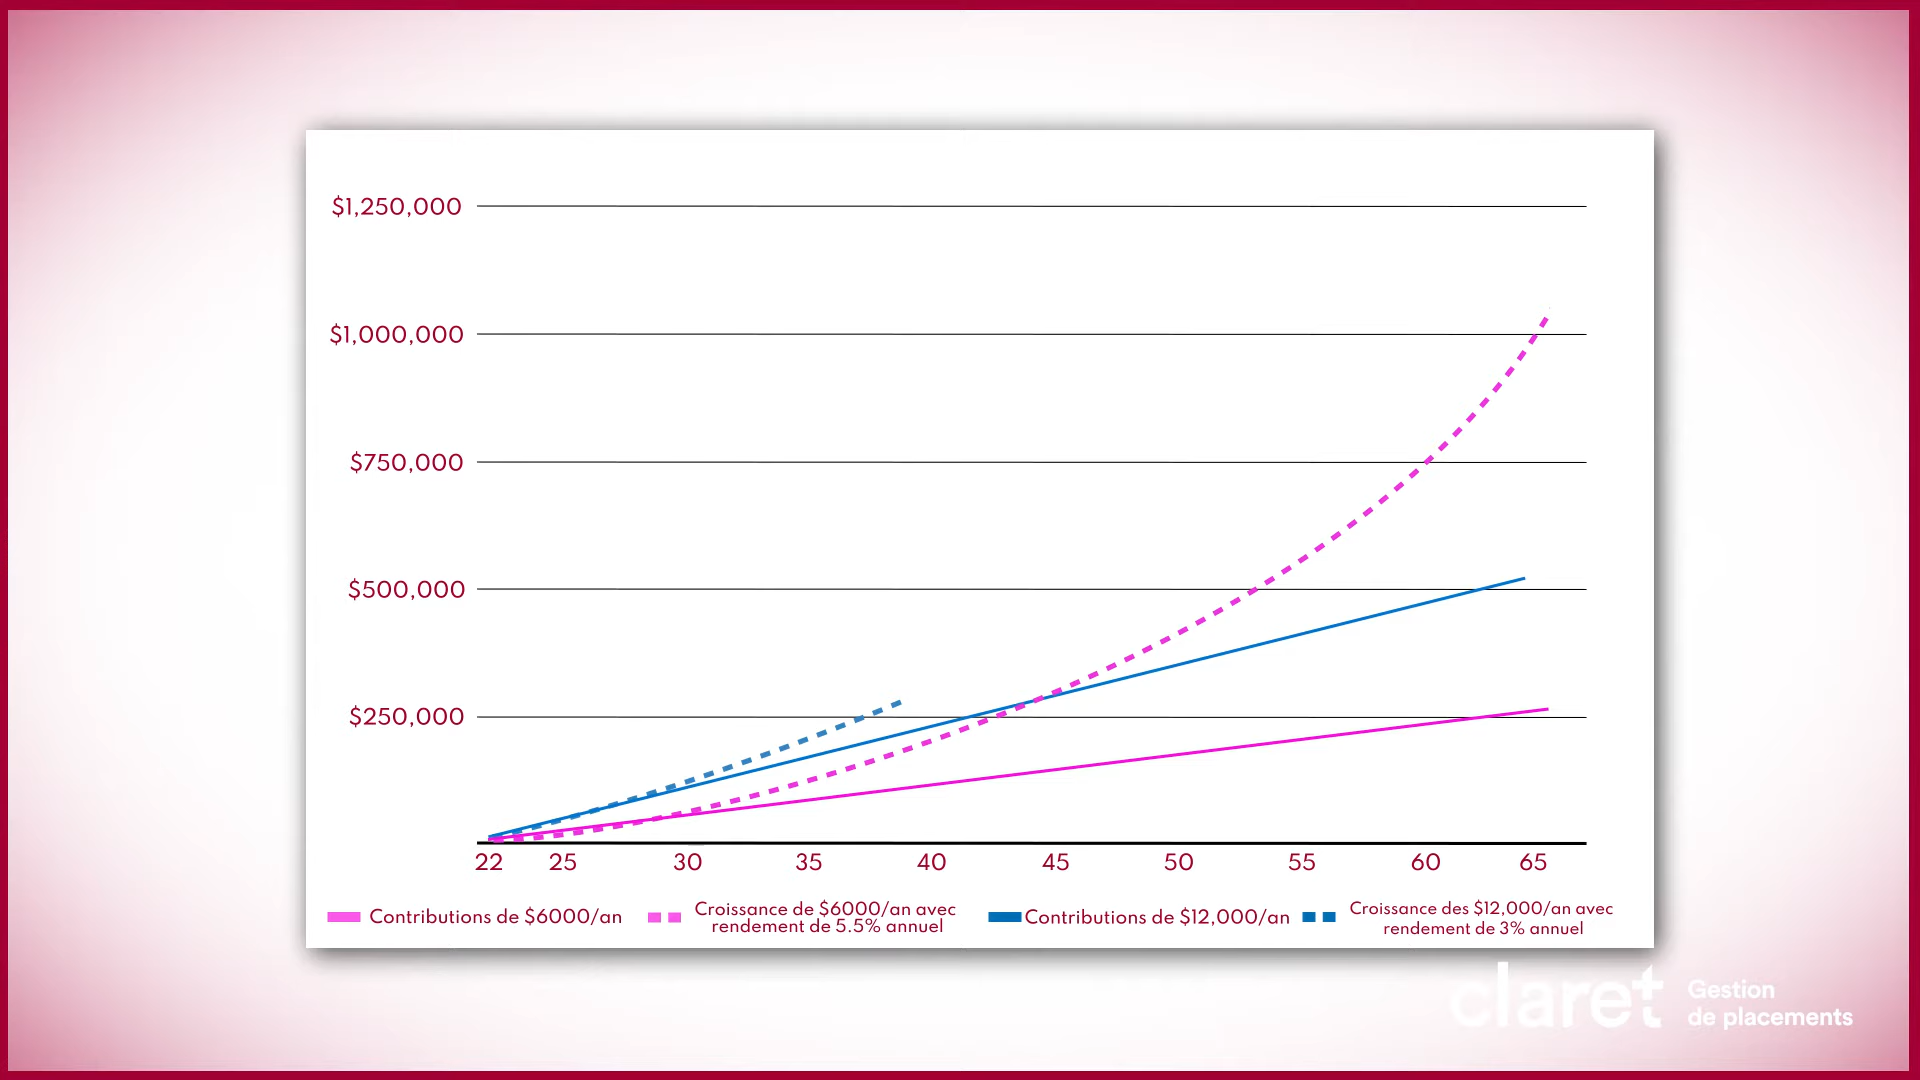 $1,250,000
$1,000,000
$750,000
$500,000
$250,000
22 25 30 35 40 45 50 55 60 65
Contributions de $6000/an
Croissance de $6000/an avec
rendement de 5.5% annuel
Contributions de $12,000/an
Croissance des $12,000/an avec
rendement de 3% annuel
claret
Gestion
de placements